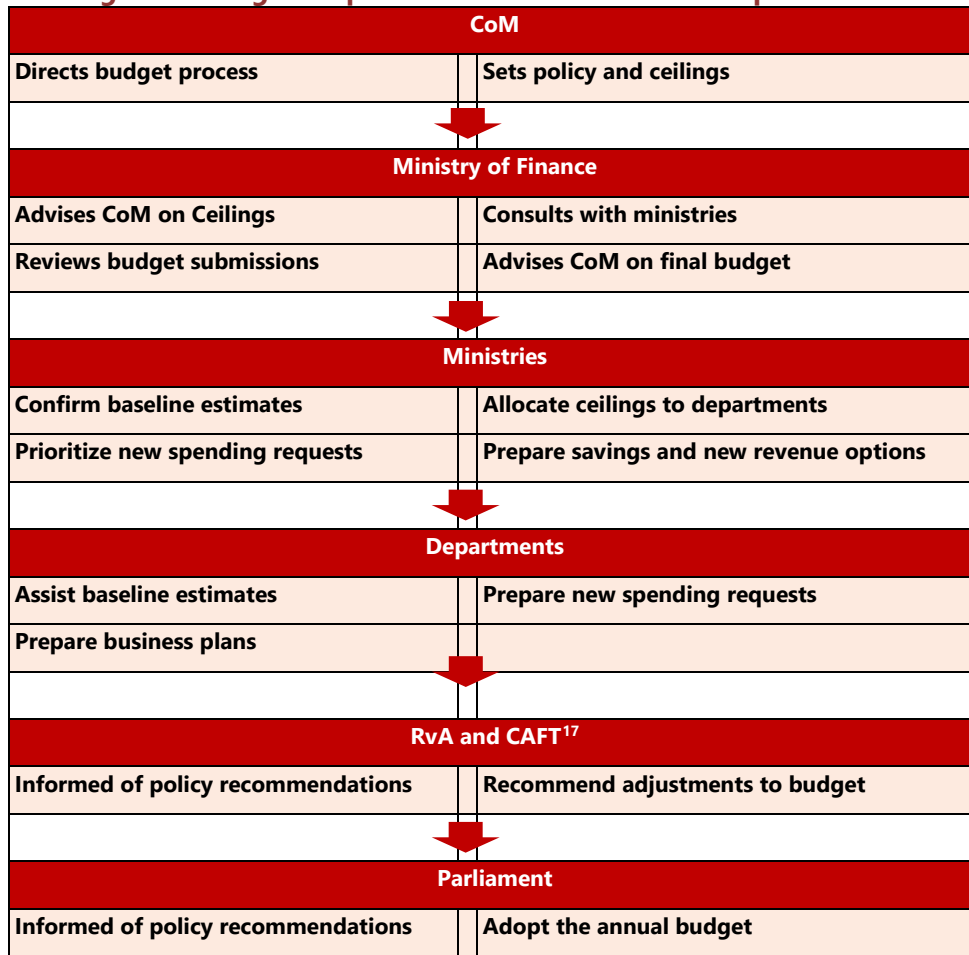 CoM
Directs budget process
Sets policy and ceilings
Ministry of Finance
Advises CoM on Ceilings
Consults with ministries
Reviews budget submissions
Advises CoM on final budget
Ministries
Confirm baseline estimates
Allocate ceilings to departments
Prioritize new spending requests
Prepare savings and new revenue options
Departments
Assist baseline estimates
Prepare new spending requests
Prepare business plans
RvA and CAFT17
Informed of policy recommendations
Recommend adjustments to budget
Parliament
Informed of policy recommendations
Adopt the annual budget